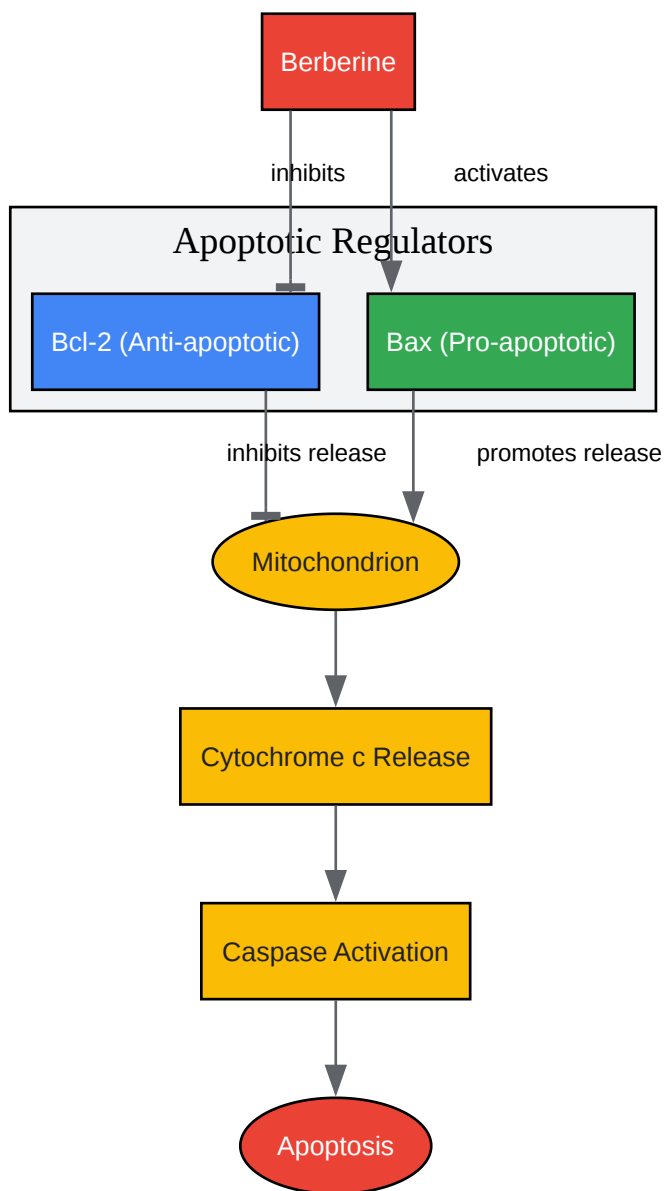 Berberine
inhibits
activates
Apoptotic Regulators
Bcl-2 (Anti-apoptotic)
Bax (Pro-apoptotic)
inhibits release
promotes release
Mitochondrion
Cytochrome c Release
Caspase Activation
Apoptosis